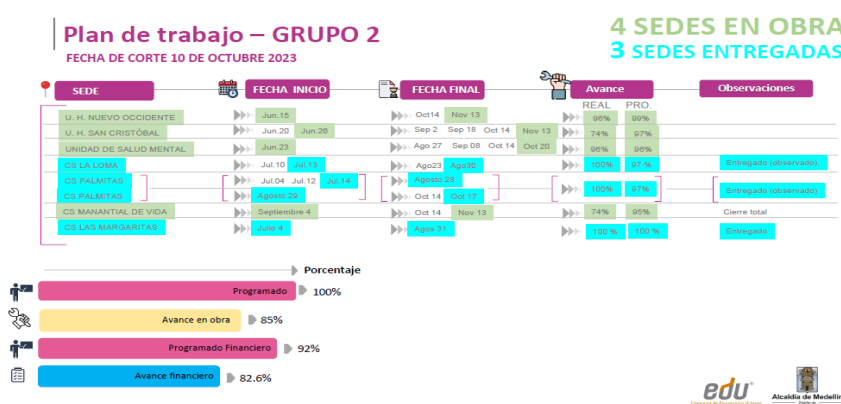 Plan de trabajo – GRUPO 2
FECHA DE CORTE 10 DE OCTUBRE 2023
4 SEDES EN OBRA
3 SEDES ENTREGADAS
SEDE FECHA INICIO FECHA FINAL Avance Observaciones
REAL PRO.
U. H. NUEVO OCCIDENTE Jun.15 Oct14 Nov 13 96% 99%
U. H. SAN CRISTÓBAL Jun.20 Jun.26 Sep 2 Sep 18 Oct 14 Nov 13 74% 97%
UNIDAD DE SALUD MENTAL Jun.23 Ago 27 Sep 08 Oct 14 Oct 20 96% 96%
CS LA LOMA Jul.10 Jul.13 Ago23 Ago30 100% 97 % Entregado (observado)
CS PALMITAS Jul.04 Jul.12 Jul.14 Agosto 28 100% 97% Entregado (observado)
CS PALMITAS Agosto 29 Oct 14 Oct 17
CS MANANTIAL DE VIDA Septiembre 4 Oct 14 Nov 13 74% 95% Cierre total
CS LAS MARGARITAS Julio 4 Agos 31 100 % 100 % Entregado
Porcentaje
Programado 100%
Avance en obra 85%
Programado Financiero 92%
Avance financiero 82.6%
edu
Alcaldía de Medellín